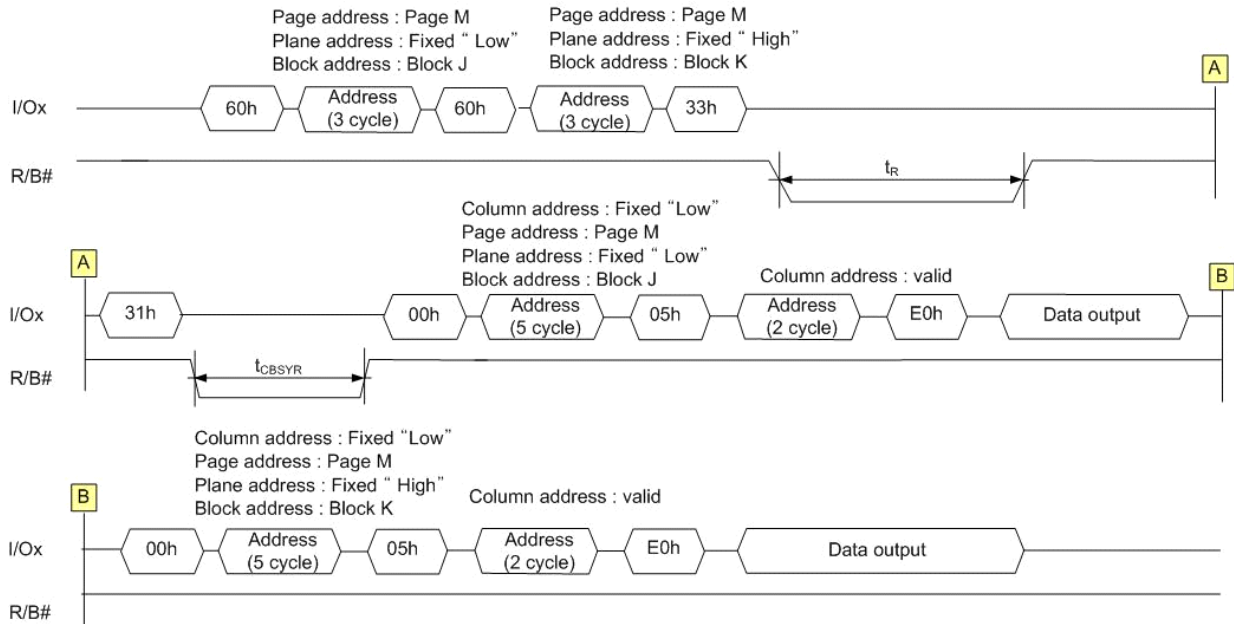 Page address : Page M
Plane address : Fixed “ Low”
Block address : Block J
Page address : Page M
Plane address : Fixed “ High”
Block address : Block K
A
I/Ox
60h
Address
(3 cycle)
60h
Address
(3 cycle)
33h
R/B#
tR
Column address : Fixed “Low”
Page address : Page M
Plane address : Fixed “ Low”
Block address : Block J
Column address : valid
A
B
I/Ox
31h
00h
Address
(5 cycle)
05h
Address
(2 cycle)
E0h
Data output
R/B#
tCBSYR
Column address : Fixed “Low”
Page address : Page M
Plane address : Fixed “ High”
Block address : Block K
Column address : valid
B
I/Ox
00h
Address
(5 cycle)
05h
Address
(2 cycle)
E0h
Data output
R/B#